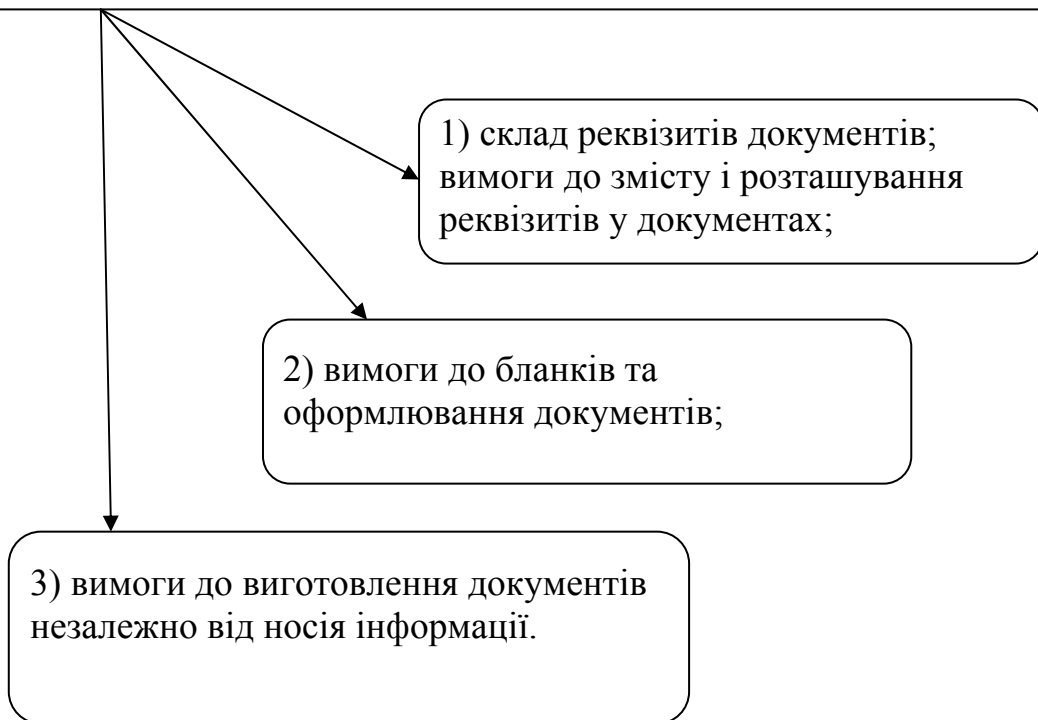 1) склад реквізитів документів;
вимоги до змісту і розташування
реквізитів у документах;
2) вимоги до бланків та
оформлювання документів;
3) вимоги до виготовлення документів
незалежно від носія інформації.